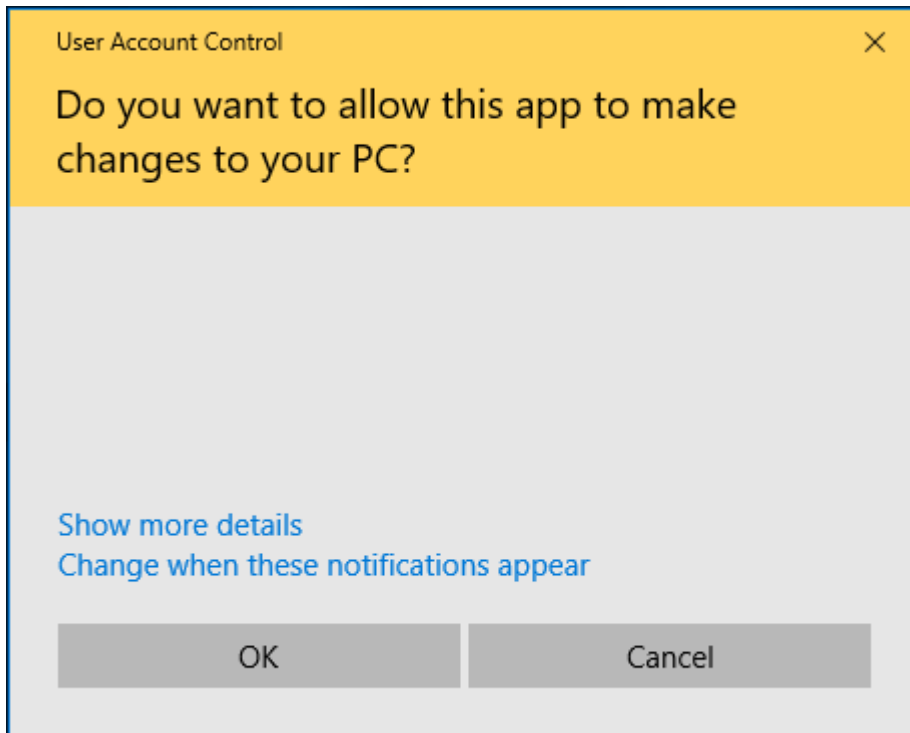 User Account Control
Do you want to allow this app to make
changes to your PC?
Show more details
Change when these notifications appear
OK
Cancel